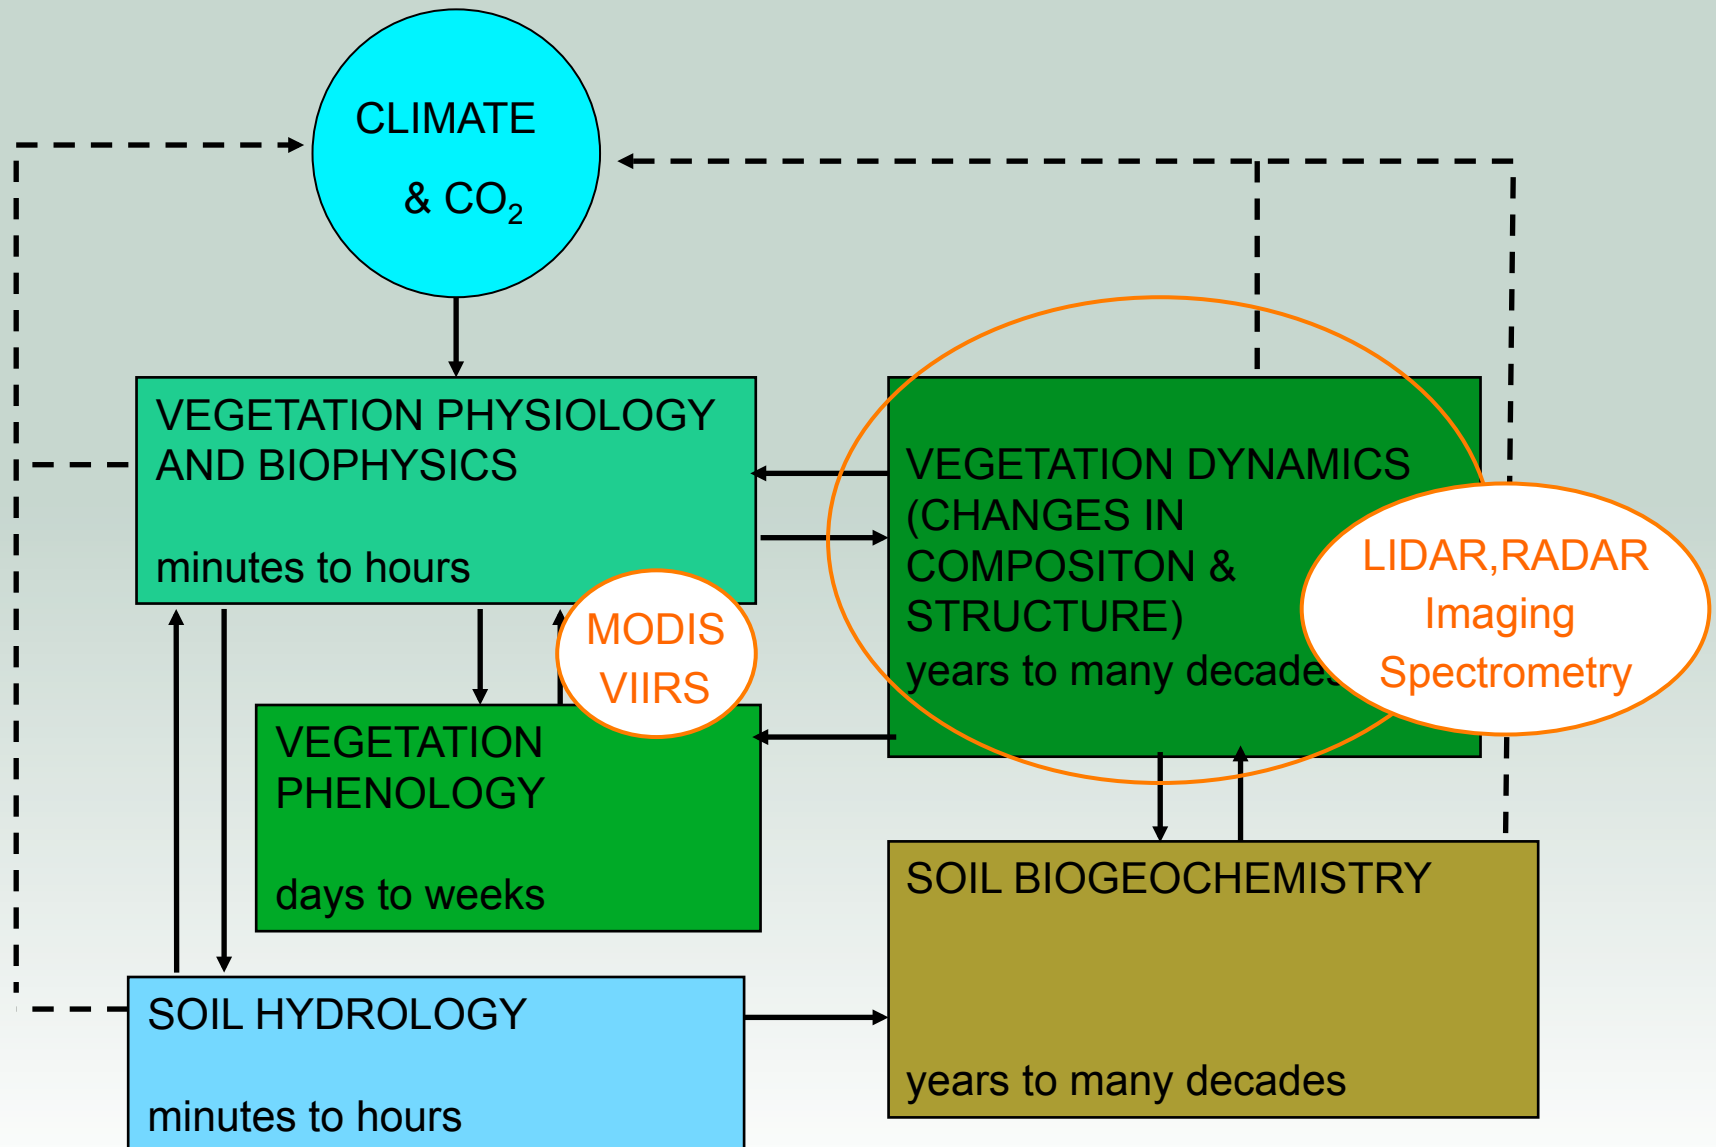 CLIMATE
& CO₂
VEGETATION PHYSIOLOGY
AND BIOPHYSICS
minutes to hours
VEGETATION DYNAMICS
(CHANGES IN
COMPOSITON &
STRUCTURE)
years to many decades
LIDAR,RADAR
Imaging
Spectrometry
MODIS
VIIRS
VEGETATION
PHENOLOGY
days to weeks
SOIL BIOGEOCHEMISTRY
years to many decades
SOIL HYDROLOGY
minutes to hours